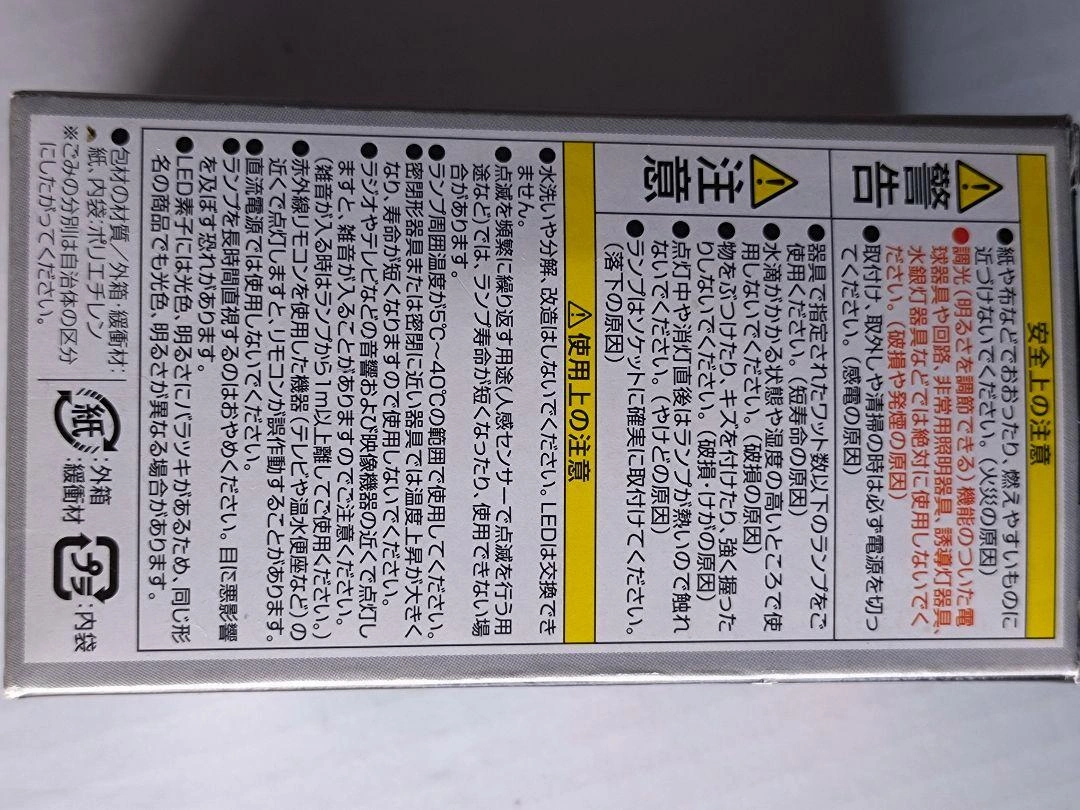 安全上の注意
警告
●紙や布などでおおったり、燃えやすいものに
近づけないでください。(火災の原因)
●調光(明るさを調節できる)機能のついた電
球器具や回路、非常用照明器具、誘導灯器具、
水銀灯器具などでは絶対に使用しないでく
ださい。(破損や発煙の原因)
●取付け、取外しや清掃の時は必ず電源を切っ
てください。(感電の原因)
注意
●器具で指定されたワット数以下のランプをご
使用ください。(短寿命の原因)
●水滴がかかる状態や湿度の高いところで使
用しないでください。(破損の原因)
●物をぶつけたり、キズを付けたり、強く握った
りしないでください。(破損・けがの原因)
●点灯中や消灯直後はランプが熱いので触れ
ないでください。(やけどの原因)
●ランプはソケットに確実に取付けてください。
(落下の原因)
使用上の注意
●水洗いや分解、改造はしないでください。LEDは交換でき
ません。
●点滅を頻繁に繰り返す用途(人感センサーで点滅を行う用
途など)では、ランプ寿命が短くなったり、使用できない場
合があります。
●ランプ周囲温度が5℃～40℃の範囲で使用してください。
●密閉形器具または密閉に近い器具では温度上昇が大きく
なり、寿命が短くなりますので使用しないでください。
●ラジオやテレビなどの音響および映像機器の近くで点灯し
ますと、雑音が入ることがありますのでご注意ください。
(雑音が入る時はランプから1m以上離してご使用ください。)
●赤外線リモコンを使用した機器(テレビや温水便座など)の
近くで点灯しますと、リモコンが誤作動することがあります。
●直流電源では使用しないでください。
●ランプを長時間直視するのはおやめください。目に悪影響
を及ぼす恐れがあります。
●LED素子には光色、明るさにバラツキがあるため、同じ形
名の商品でも光色、明るさが異なる場合があります。
●包材の材質/外箱・緩衝材:
紙、内袋:ポリエチレン
※ごみの分別は自治体の区分
にしたがってください。
紙
:外箱
:緩衝材
プラ
:内袋